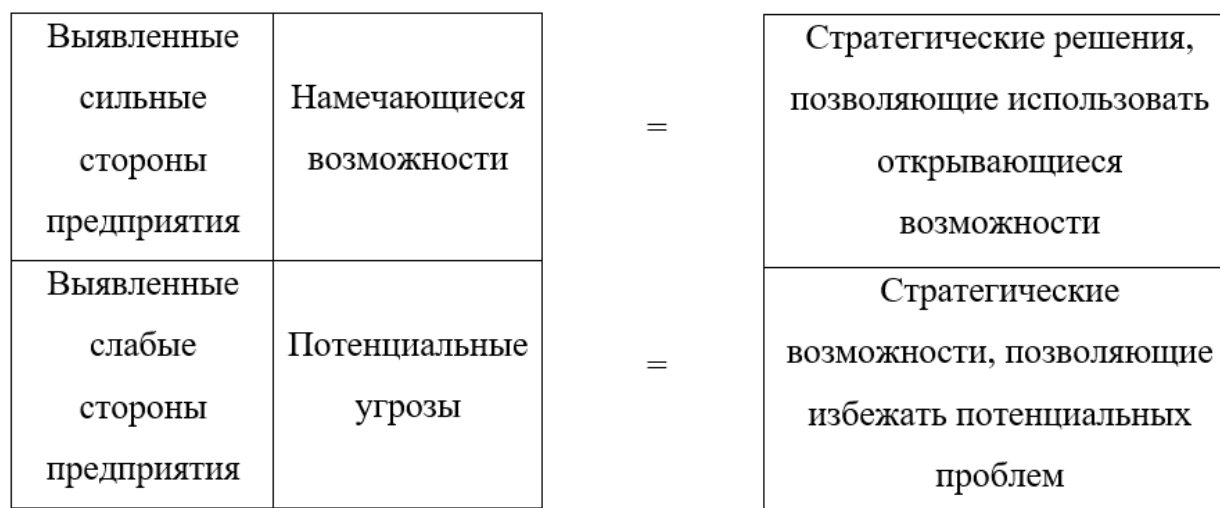 Выявленные
сильные
стороны
предприятия
Намечающиеся
возможности
=
Стратегические решения,
позволяющие использовать
открывающиеся
возможности
Выявленные
слабые
стороны
предприятия
Потенциальные
угрозы
=
Стратегические
возможности, позволяющие
избежать потенциальных
проблем